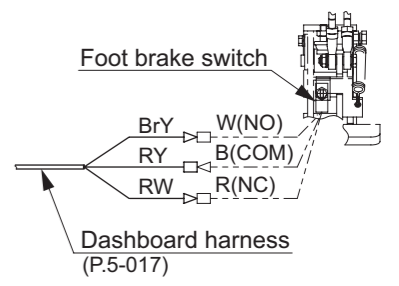 Foot brake switch
BrY W(NO)
RY B(COM)
RW R(NC)
Dashboard harness
(P.5-017)